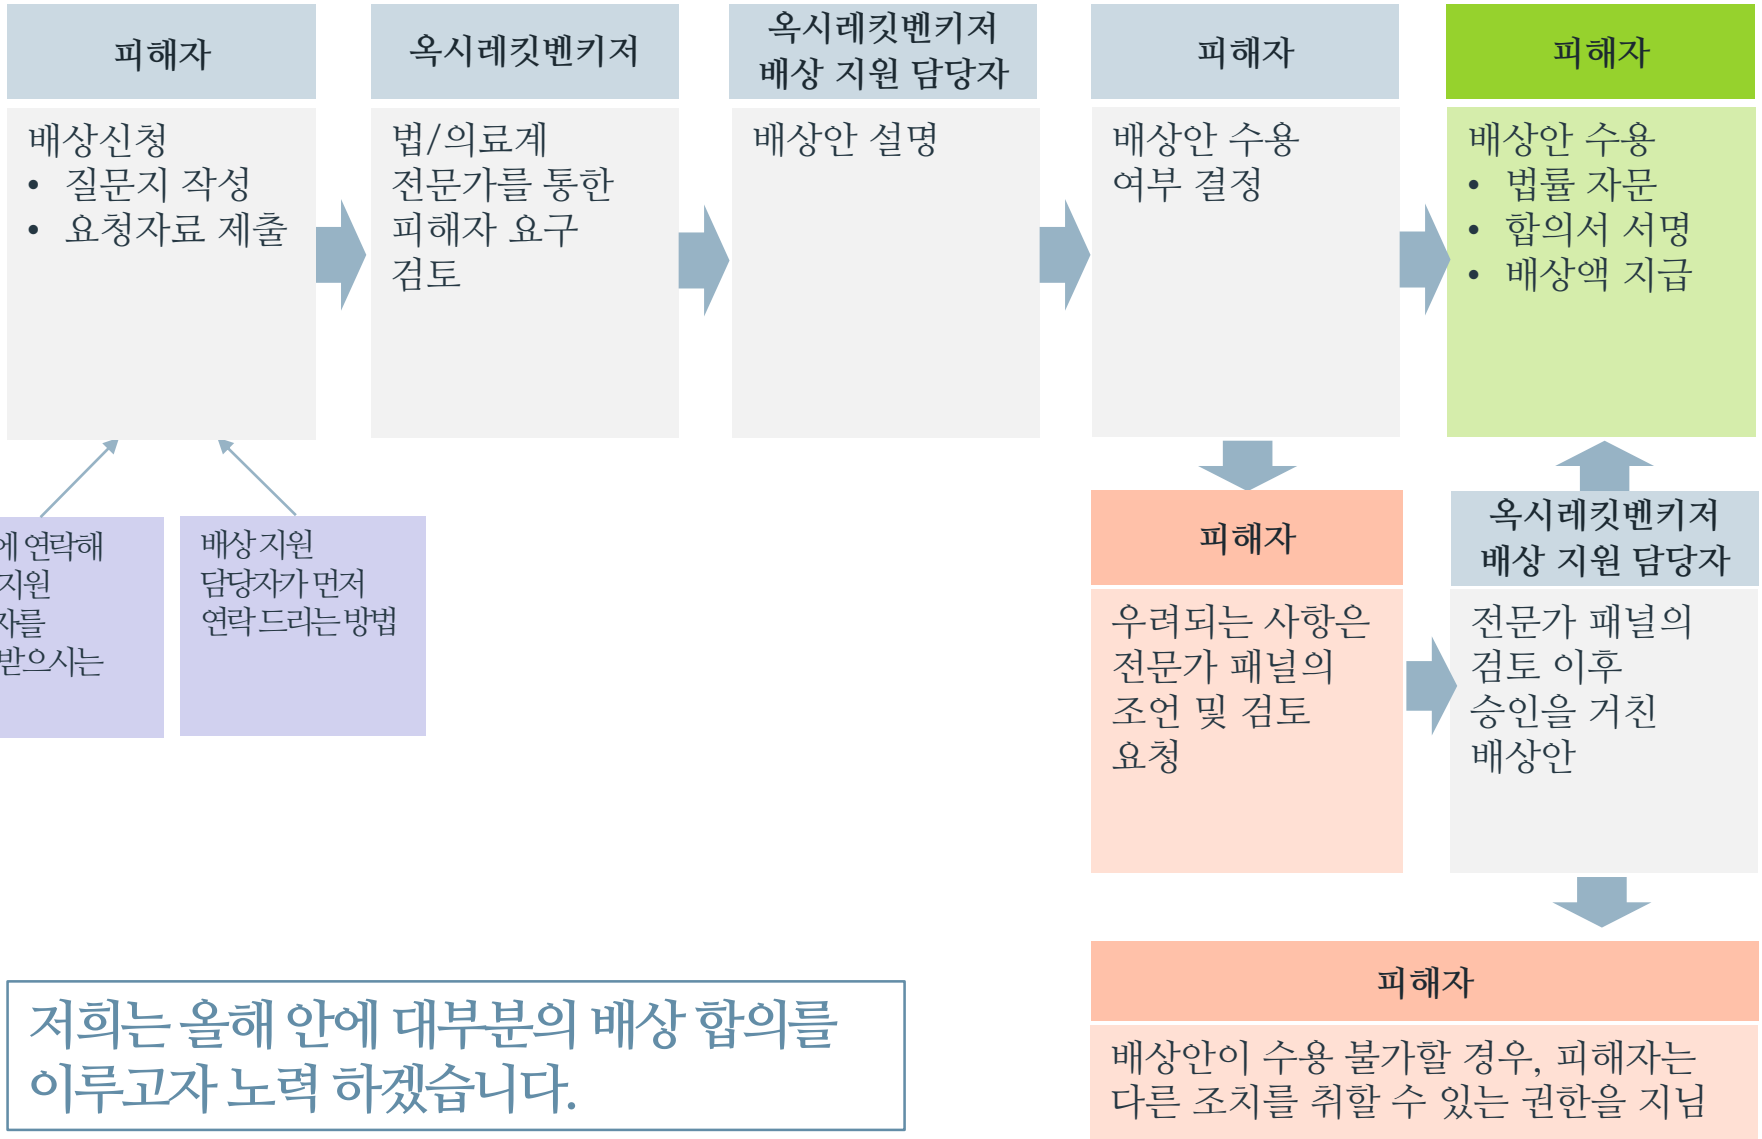 피해자
배상신청
• 질문지 작성
• 요청자료 제출
옥시레킷벤키저
법/의료계
전문가를 통한
피해자 요구
검토
옥시레킷벤키저
배상 지원 담당자
배상안 설명
피해자
배상안 수용
여부 결정
피해자
배상안 수용
• 법률 자문
• 합의서 서명
• 배상액 지급
에 연락해
지원
자를
받으시는
배상 지원
담당자가 먼저
연락 드리는 방법
피해자
우려되는 사항은
전문가 패널의
조언 및 검토
요청
옥시레킷벤키저
배상 지원 담당자
전문가 패널의
검토 이후
승인을 거친
배상안
피해자
배상안이 수용 불가할 경우, 피해자는
다른 조치를 취할 수 있는 권한을 지님
저희는 올해 안에 대부분의 배상 합의를
이루고자 노력 하겠습니다.